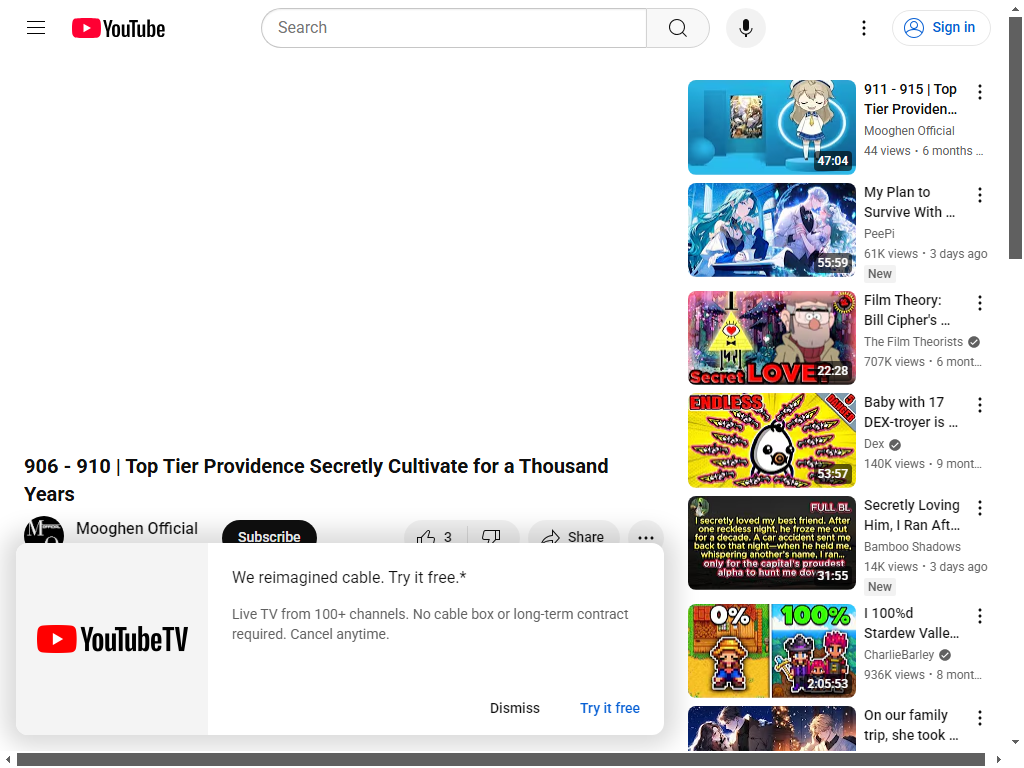 YouTube
Search
Sign in
906 - 910 | Top Tier Providence Secretly Cultivate for a Thousand
Years
Mooghen Official
Subscribe
3
Share
YouTubeTV
We reimagined cable. Try it free.*
Live TV from 100+ channels. No cable box or long-term contract
required. Cancel anytime.
Dismiss
Try it free
47:04
911 - 915 | Top
Tier Providen...
Mooghen Official
44 views • 6 months ...
55:59
My Plan to
Survive With ...
PeePi
61K views • 3 days ago
New
Secret LOVE?
22:28
Film Theory:
Bill Cipher's ...
The Film Theorists
707K views • 6 mont...
ENDLESS
53:57
Baby with 17
DEX-troyer is ...
Dex
140K views • 9 mont...
FULL BL
I secretly loved my best friend. After
one reckless night, he froze me out
for a decade. A car accident sent me
back to that night—when he held me,
whispering another's name, I ran...
only for the capital's proudest
alpha to hunt me dow
31:55
Secretly Loving
Him, I Ran Aft...
Bamboo Shadows
14K views • 3 days ago
New
0%
100%
2:05:53
I 100%d
Stardew Valle...
CharlieBarley
936K views • 8 mont...
On our family
trip, she took ...